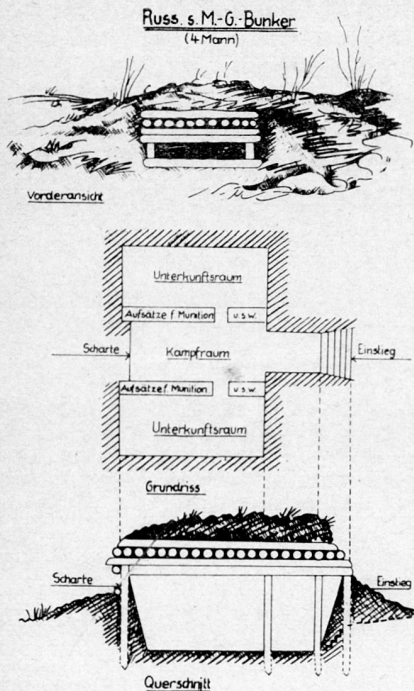 Russ. s. M.-G.-Bunker
(4 Mann)
Vorderansicht
Unterkunftsraum
Aufsätze f. Munition u.s.w.
Scharte Kampfraum Einstieg
Aufsätze f. Munition u.s.w.
Unterkunftsraum
Grundriss
Scharte Einstieg
Querschnitt